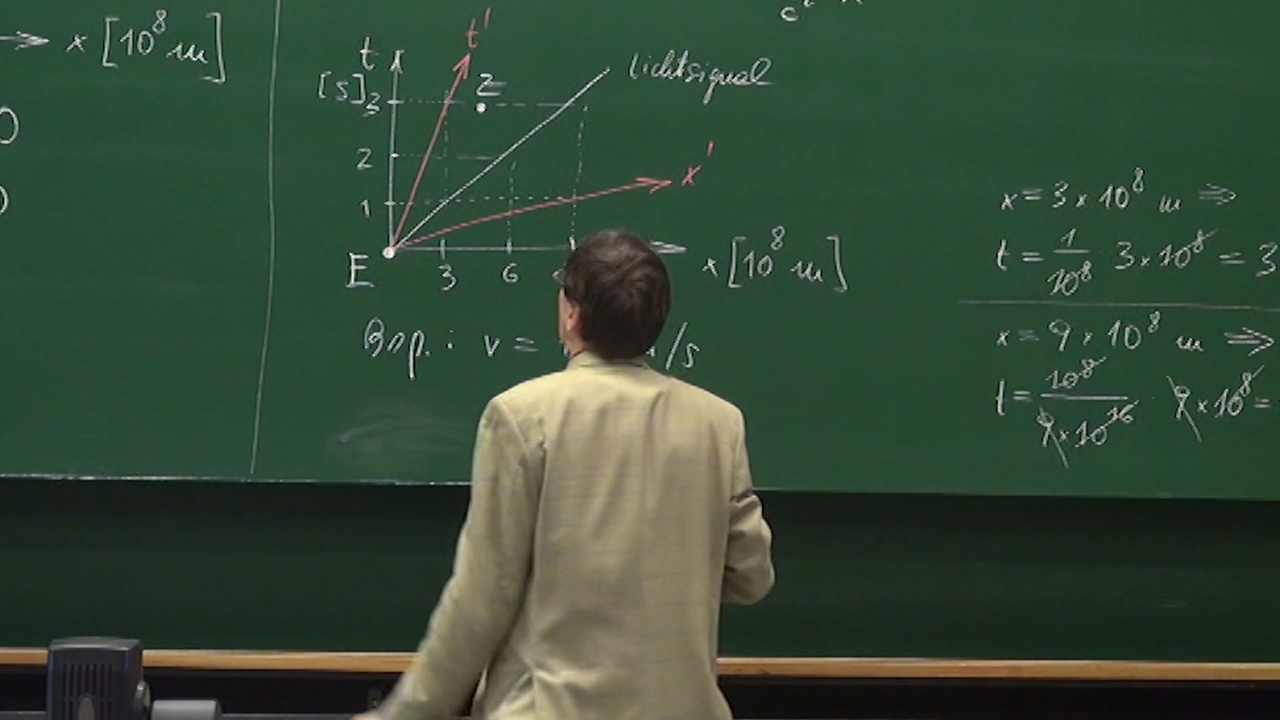 x [10⁸ m]
t
[s]
t'
3
2
1
Z
Lichtsignal
x'
E
3
6
x [10⁸ m]
Bsp.: v =
/s
x = 3 × 10⁸ m ⇒
t = 1/10⁸ 3 × 10⁸ = 3
x = 9 × 10⁸ m ⇒
t = 10⁸/9 × 10¹⁶ · 9 × 10⁸ =